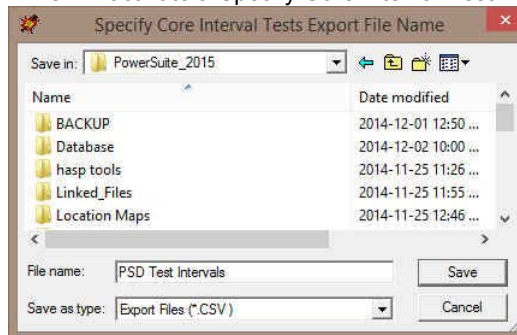 Specify Core Interval Tests Export File Name
Save in: PowerSuite_2015
Name Date modified
BACKUP 2014-12-01 12:50 ...
Database 2014-12-02 10:00 ...
hasp tools 2014-11-25 11:26 ...
Linked_Files 2014-11-25 11:55 ...
Location Maps 2014-11-25 12:46 ...
File name: PSD Test Intervals Save
Save as type: Export Files (*.CSV ) Cancel